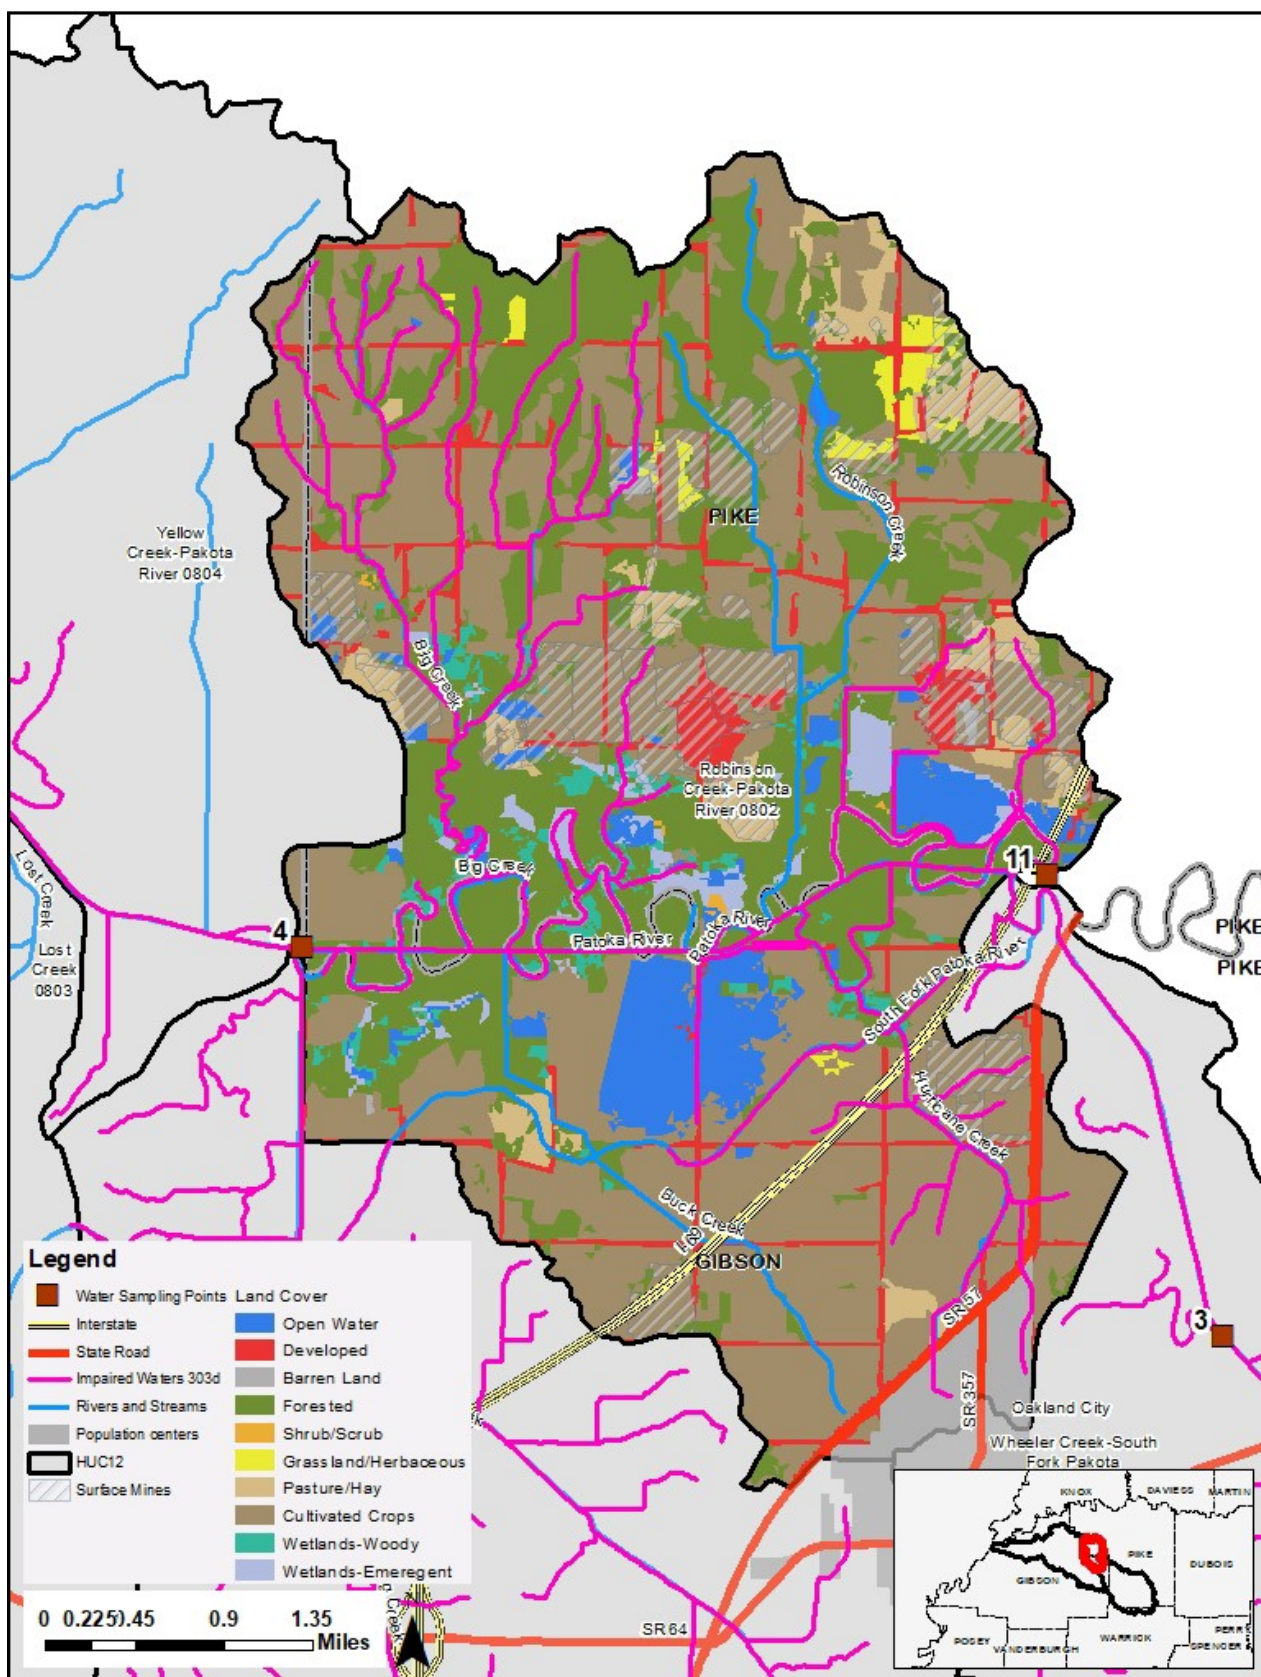 Yellow
Creek-Pakota
River 0804
PIKE
Robinson Creek
Big Creek
Robinson
Creek-Pakota
River 0802
11
Big Creek
Lost Creek
Lost
Creek
0803
4
Patoka River
Patoka River
South Fork Patoka River
PIKE
PIKE
Hurricane Creek
Buck Creek
I-69
GIBSON
SR 57
3
SR 357
Oakland City
Wheeler Creek-South
Fork Pakota
SR 64
Legend
Water Sampling Points
Interstate
State Road
Impaired Waters 303d
Rivers and Streams
Population centers
HUC12
Surface Mines
Land Cover
Open Water
Developed
Barren Land
Forested
Shrub/Scrub
Grassland/Herbaceous
Pasture/Hay
Cultivated Crops
Wetlands-Woody
Wetlands-Emeregent
0 0.225 0.45 0.9 1.35
Miles
KNOX
DAVIESS
MARTIN
PIKE
DUBOIS
GIBSON
POSEY
VANDERBURGH
WARRICK
PERRY
SPENCER
Creek